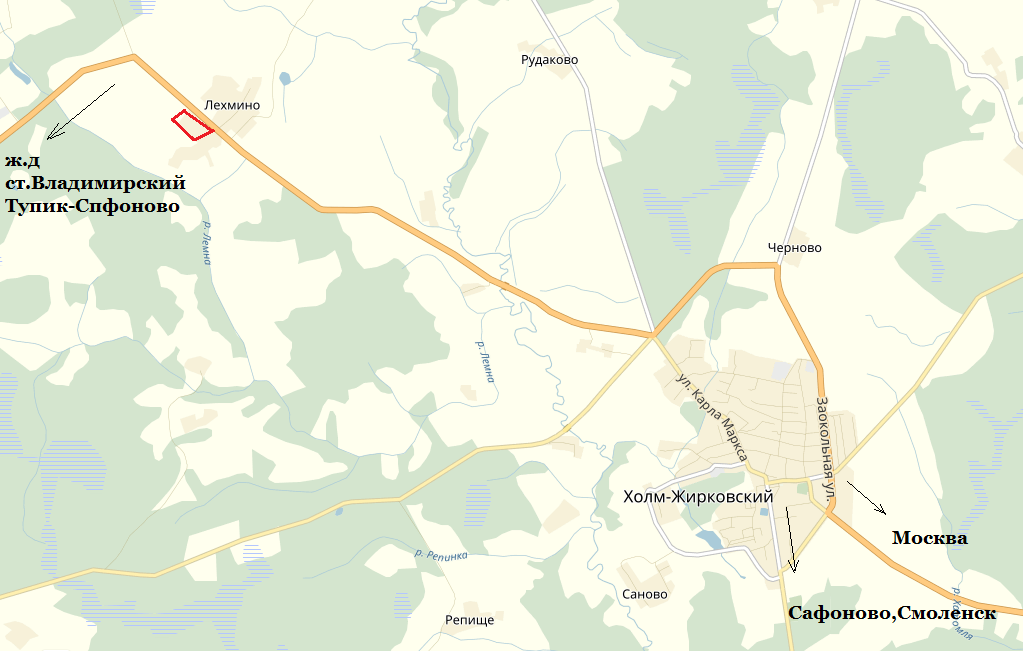 Рудаково
Лехмино
ж.д
ст.Владимирский
Тупик-Спфоново
р. Лемна
Черново
р. Лемна
ул. Карла Маркса
Заокольная ул.
Холм-Жирковский
Москва
р. Репинка
Саново
Сафоново,Смоленск
Репище